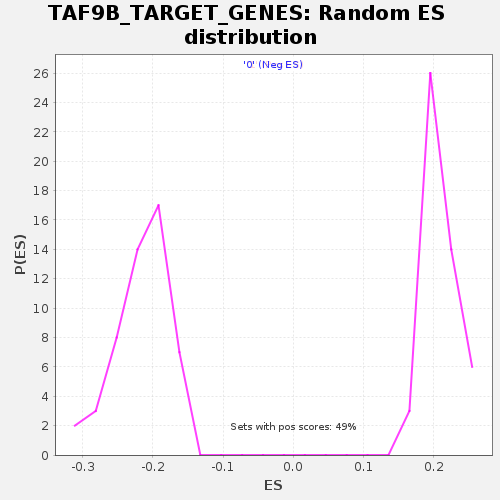 TAF9B_TARGET_GENES: Random ES
distribution
'0' (Neg ES)
26
24
22
20
18
16
14
12
10
8
6
4
2
0
P(ES)
Sets with pos scores: 49%
-0.3 -0.2 -0.1 0.0 0.1 0.2
ES